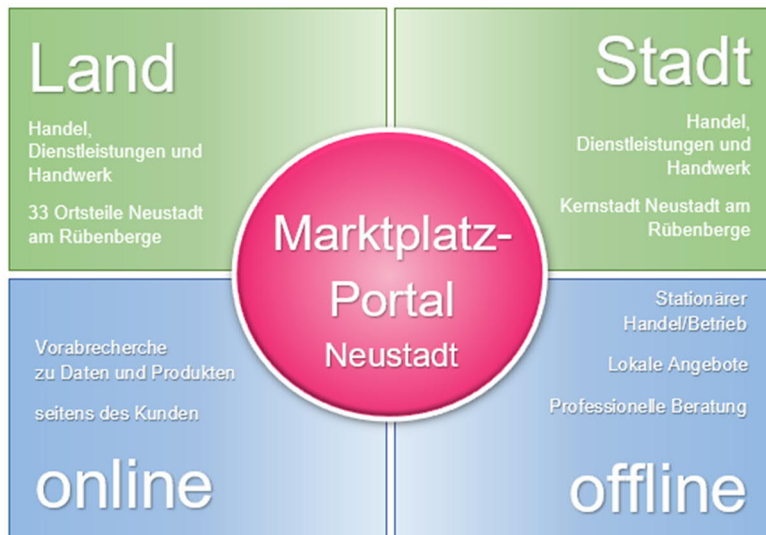 Land
Handel,
Dienstleistungen und
Handwerk
33 Ortsteile Neustadt
am Rübenberge
Stadt
Handel,
Dienstleistungen und
Handwerk
Kernstadt Neustadt am
Rübenberge
Marktplatz-
Portal
Neustadt
Vorabrecherche
zu Daten und Produkten
seitens des Kunden
online
Stationärer
Handel/Betrieb
Lokale Angebote
Professionelle Beratung
offline